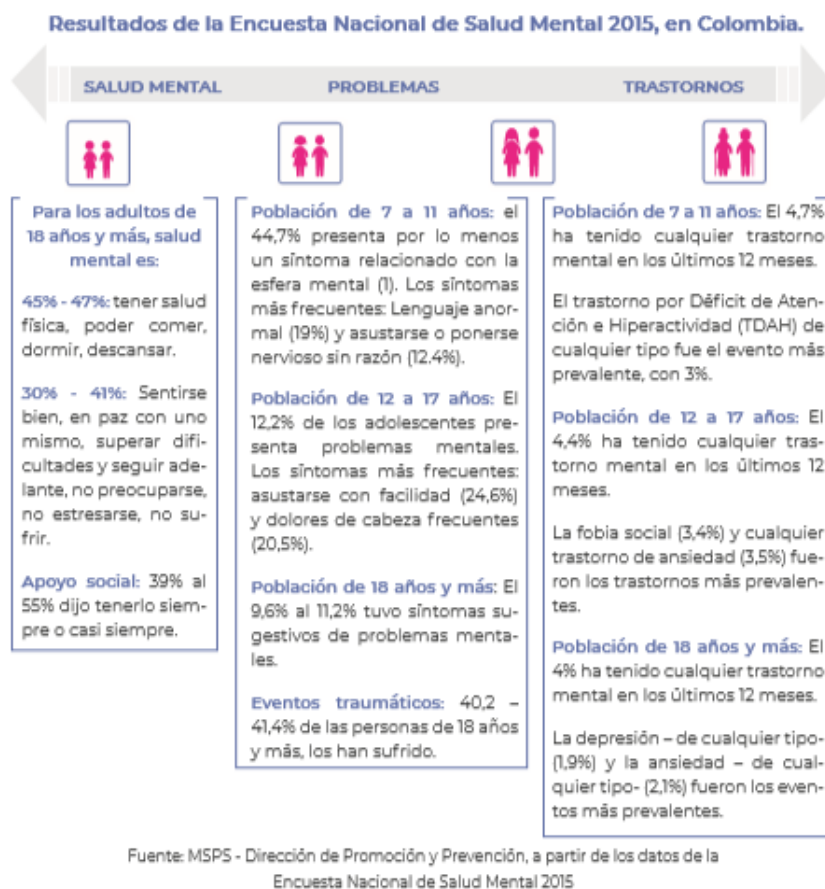 Resultados de la Encuesta Nacional de Salud Mental 2015, en Colombia.
SALUD MENTAL
PROBLEMAS
TRASTORNOS
Para los adultos de
18 años y más, salud
mental es:
45% - 47%: tener salud
física, poder comer,
dormir, descansar.
30% - 41%: Sentirse
bien, en paz con uno
mismo, superar difi-
cultades y seguir ade-
lante, no preocuparse,
no estresarse, no su-
frir.
Apoyo social: 39% al
55% dijo tenerlo siem-
pre o casi siempre.
Población de 7 a 11 años: el
44,7% presenta por lo menos
un síntoma relacionado con la
esfera mental (1). Los síntomas
más frecuentes: Lenguaje anor-
mal (19%) y asustarse o ponerse
nervioso sin razón (12.4%).
Población de 12 a 17 años: El
12,2% de los adolescentes pre-
senta problemas mentales.
Los síntomas más frecuentes:
asustarse con facilidad (24,6%)
y dolores de cabeza frecuentes
(20,5%).
Población de 18 años y más: El
9,6% al 11,2% tuvo síntomas su-
gestivos de problemas menta-
les.
Eventos traumáticos: 40,2 –
41,4% de las personas de 18 años
y más, los han sufrido.
Población de 7 a 11 años: El 4,7%
ha tenido cualquier trastorno
mental en los últimos 12 meses.
El trastorno por Déficit de Aten-
ción e Hiperactividad (TDAH) de
cualquier tipo fue el evento más
prevalente, con 3%.
Población de 12 a 17 años: El
4,4% ha tenido cualquier tras-
torno mental en los últimos 12
meses.
La fobia social (3,4%) y cualquier
trastorno de ansiedad (3,5%) fue-
ron los trastornos más prevalen-
tes.
Población de 18 años y más: El
4% ha tenido cualquier trastorno
mental en los últimos 12 meses.
La depresión – de cualquier tipo-
(1,9%) y la ansiedad – de cual-
quier tipo- (2,1%) fueron los even-
tos más prevalentes.
Fuente: MSPS - Dirección de Promoción y Prevención, a partir de los datos de la
Encuesta Nacional de Salud Mental 2015